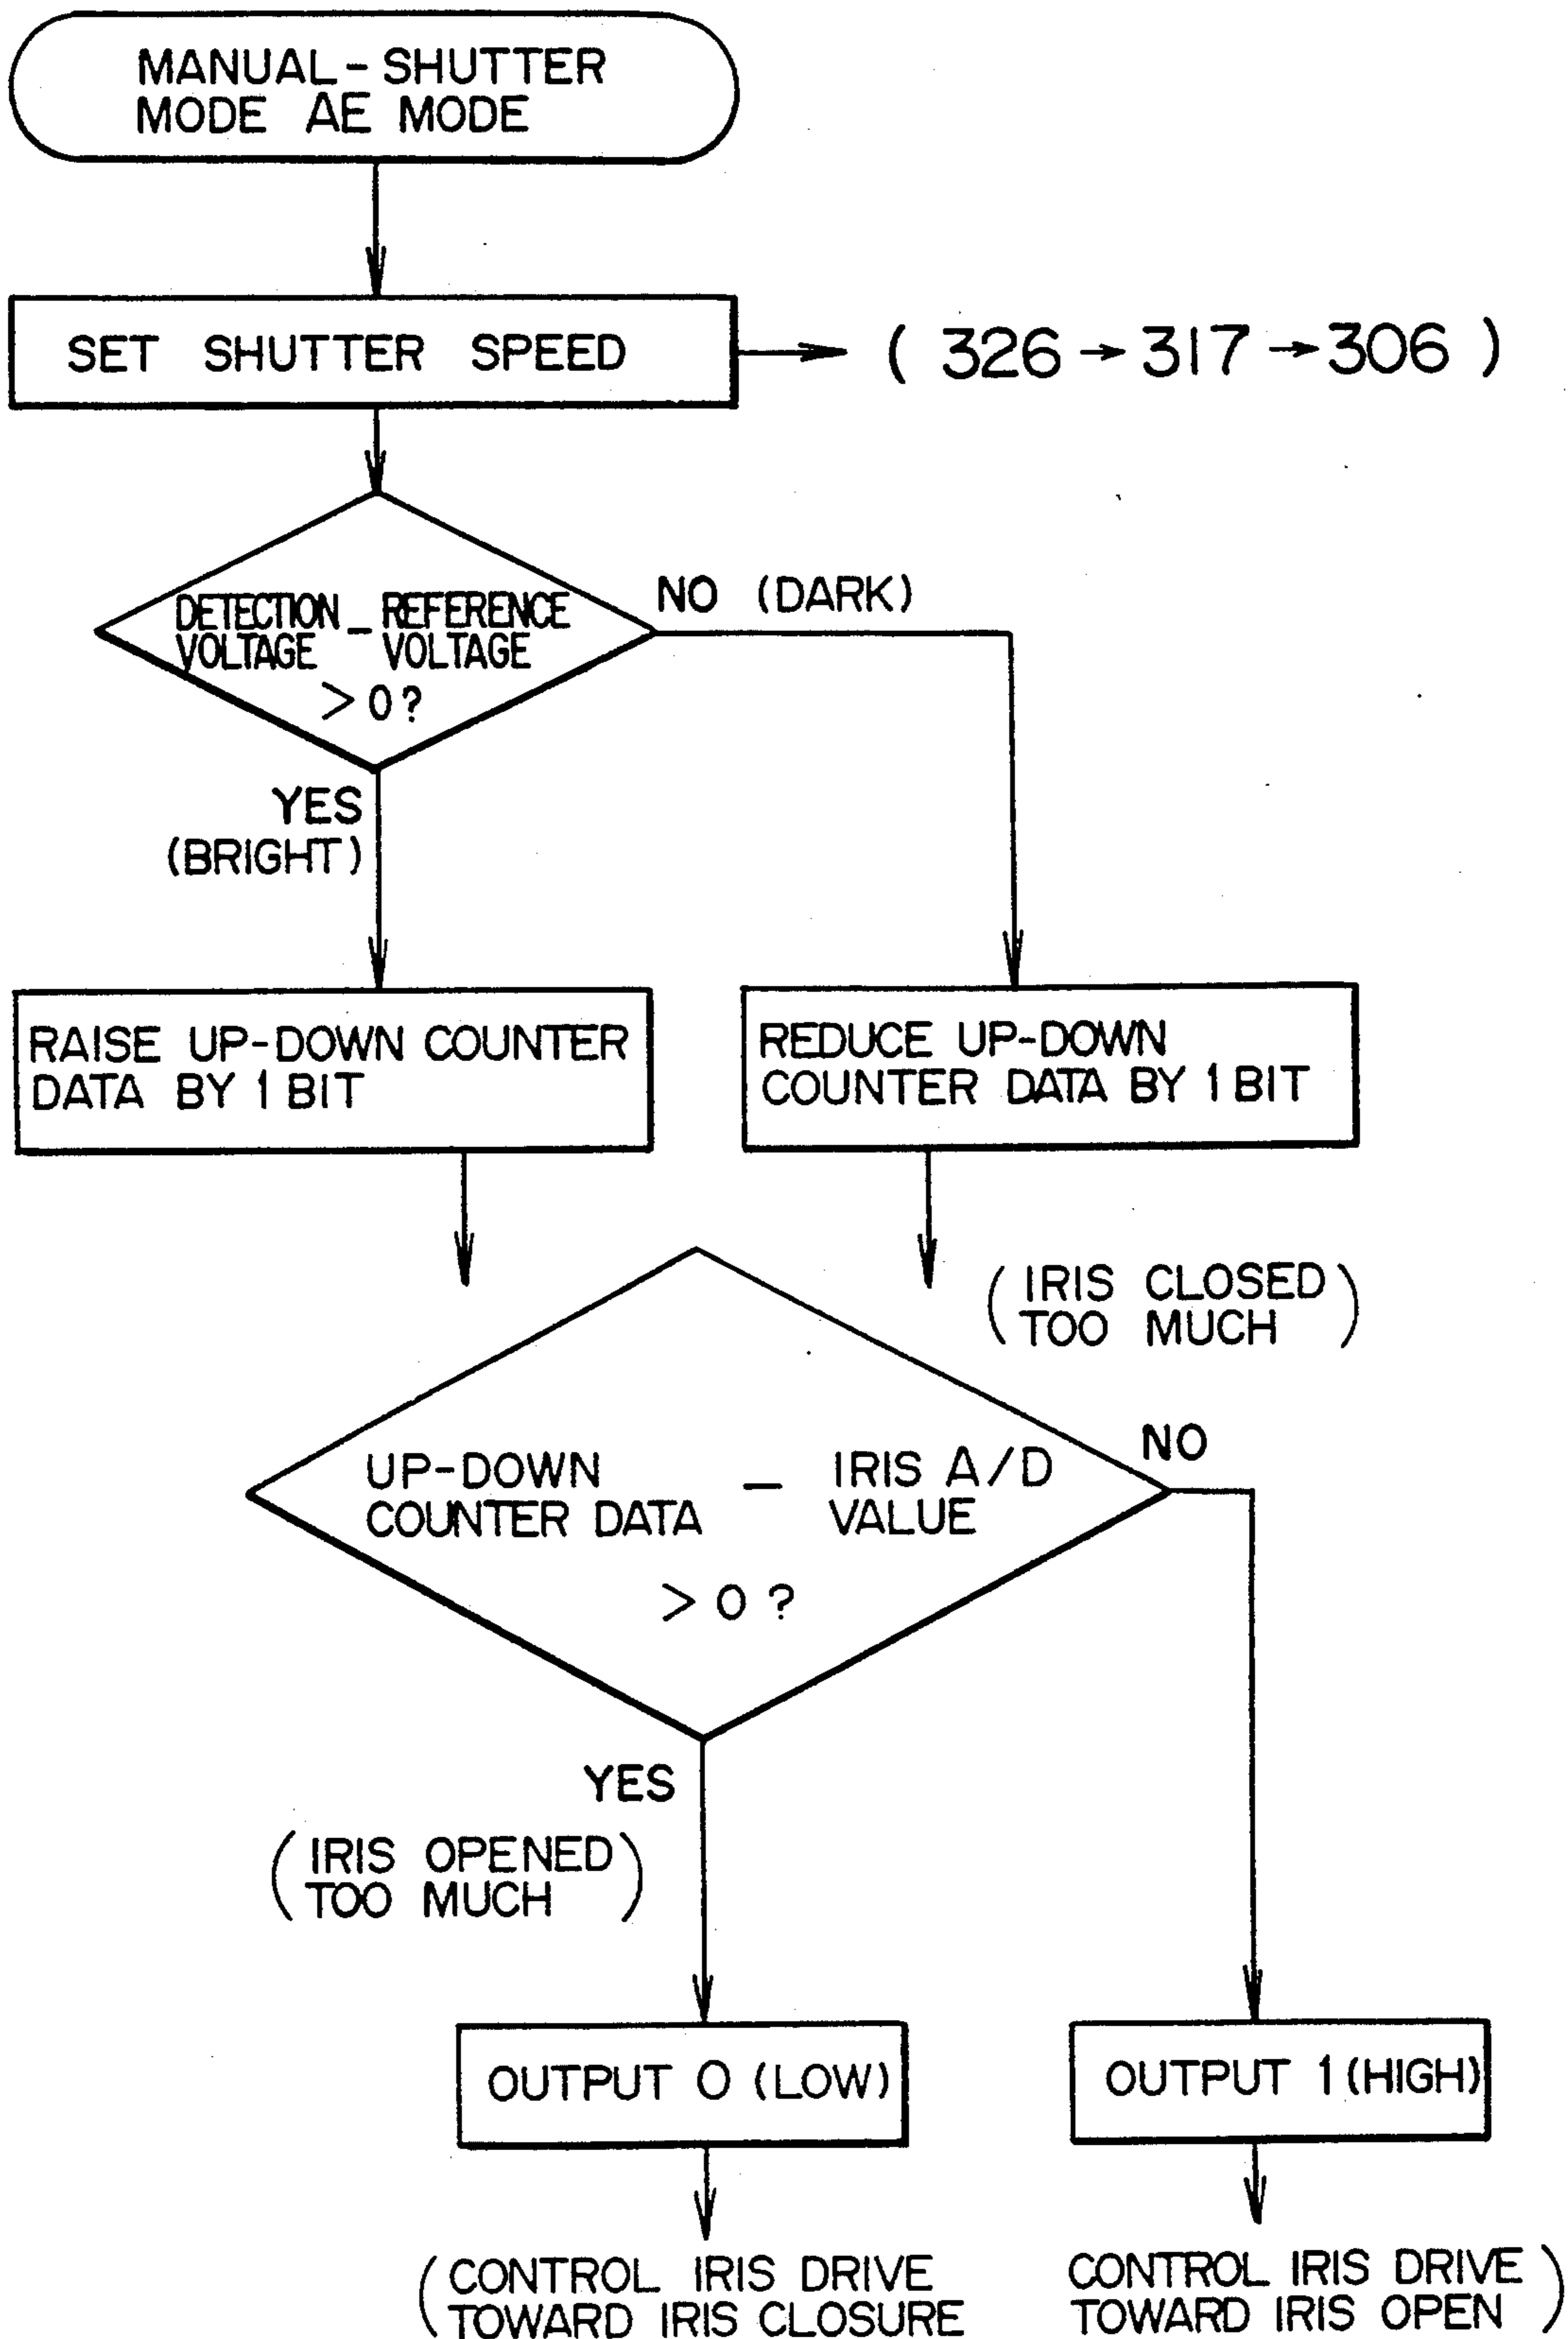 MANUAL-SHUTTER
MODE AE MODE
SET SHUTTER SPEED
( 326 → 317 → 306 )
DETECTION _ REFERENCE
VOLTAGE VOLTAGE
> 0 ?
NO (DARK)
YES
(BRIGHT)
RAISE UP-DOWN COUNTER
DATA BY 1 BIT
REDUCE UP-DOWN
COUNTER DATA BY 1 BIT
(IRIS CLOSED
TOO MUCH)
UP-DOWN
COUNTER DATA
—
IRIS A/D
VALUE
> 0 ?
NO
YES
(IRIS OPENED
TOO MUCH)
OUTPUT 0 (LOW)
OUTPUT 1 (HIGH)
(CONTROL IRIS DRIVE
TOWARD IRIS CLOSURE
CONTROL IRIS DRIVE
TOWARD IRIS OPEN)